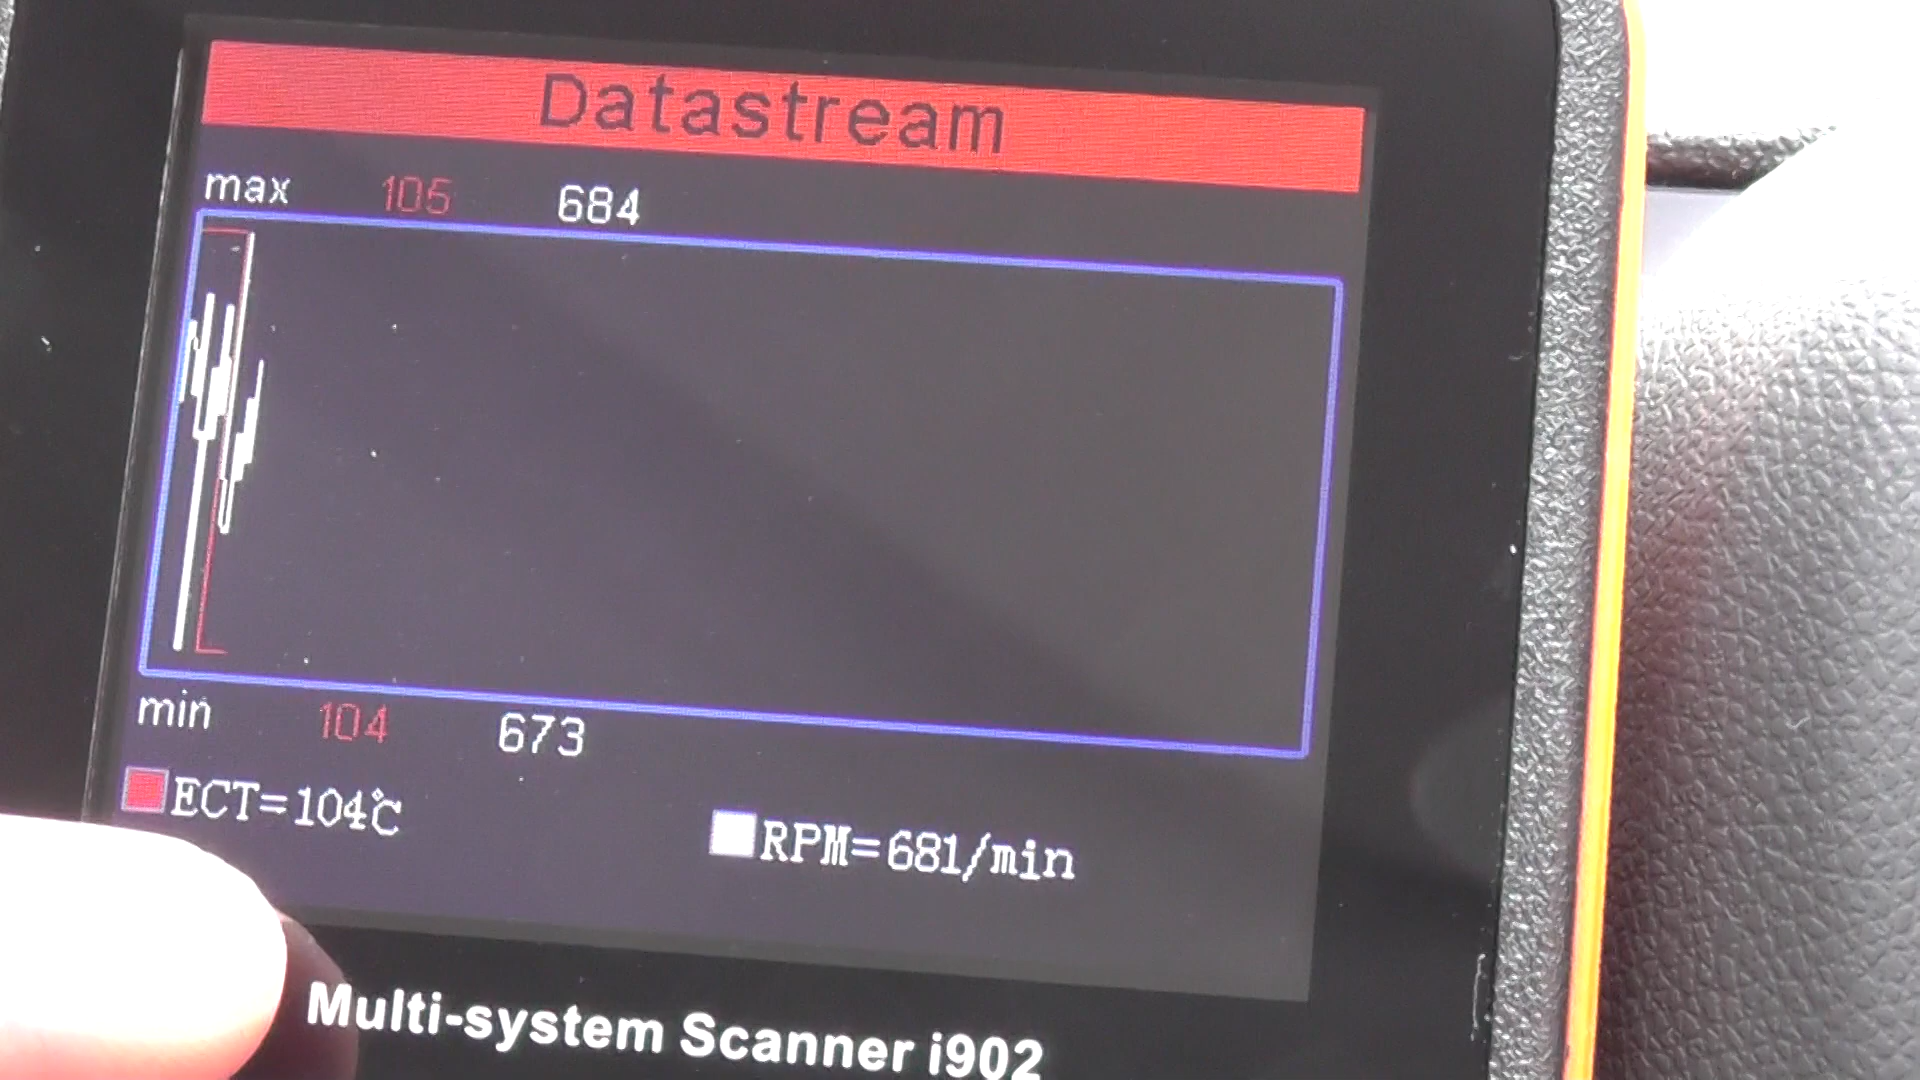 Datastream
max 105 684
min 104 673
ECT=104℃ RPM=681/min
Multi-system Scanner i902